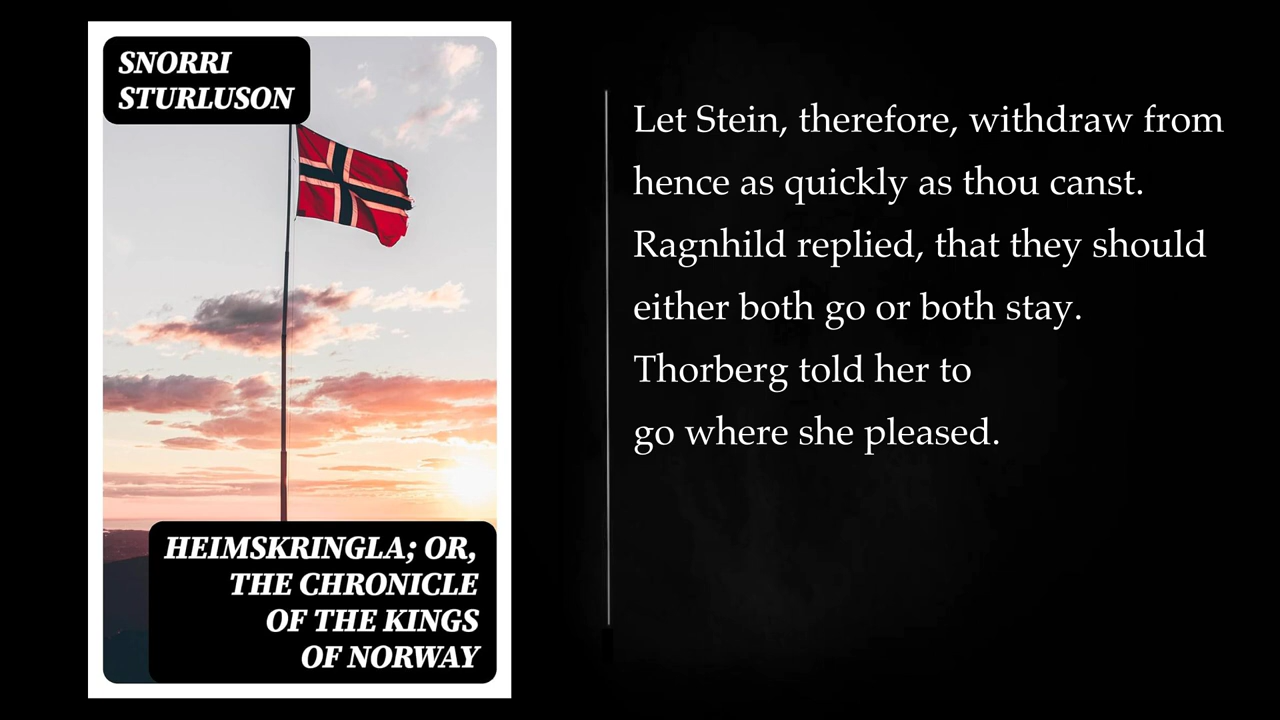 SNORRI
STURLUSON
HEIMSKRINGLA; OR,
THE CHRONICLE
OF THE KINGS
OF NORWAY
Let Stein, therefore, withdraw from
hence as quickly as thou canst.
Ragnhild replied, that they should
either both go or both stay.
Thorberg told her to
go where she pleased.